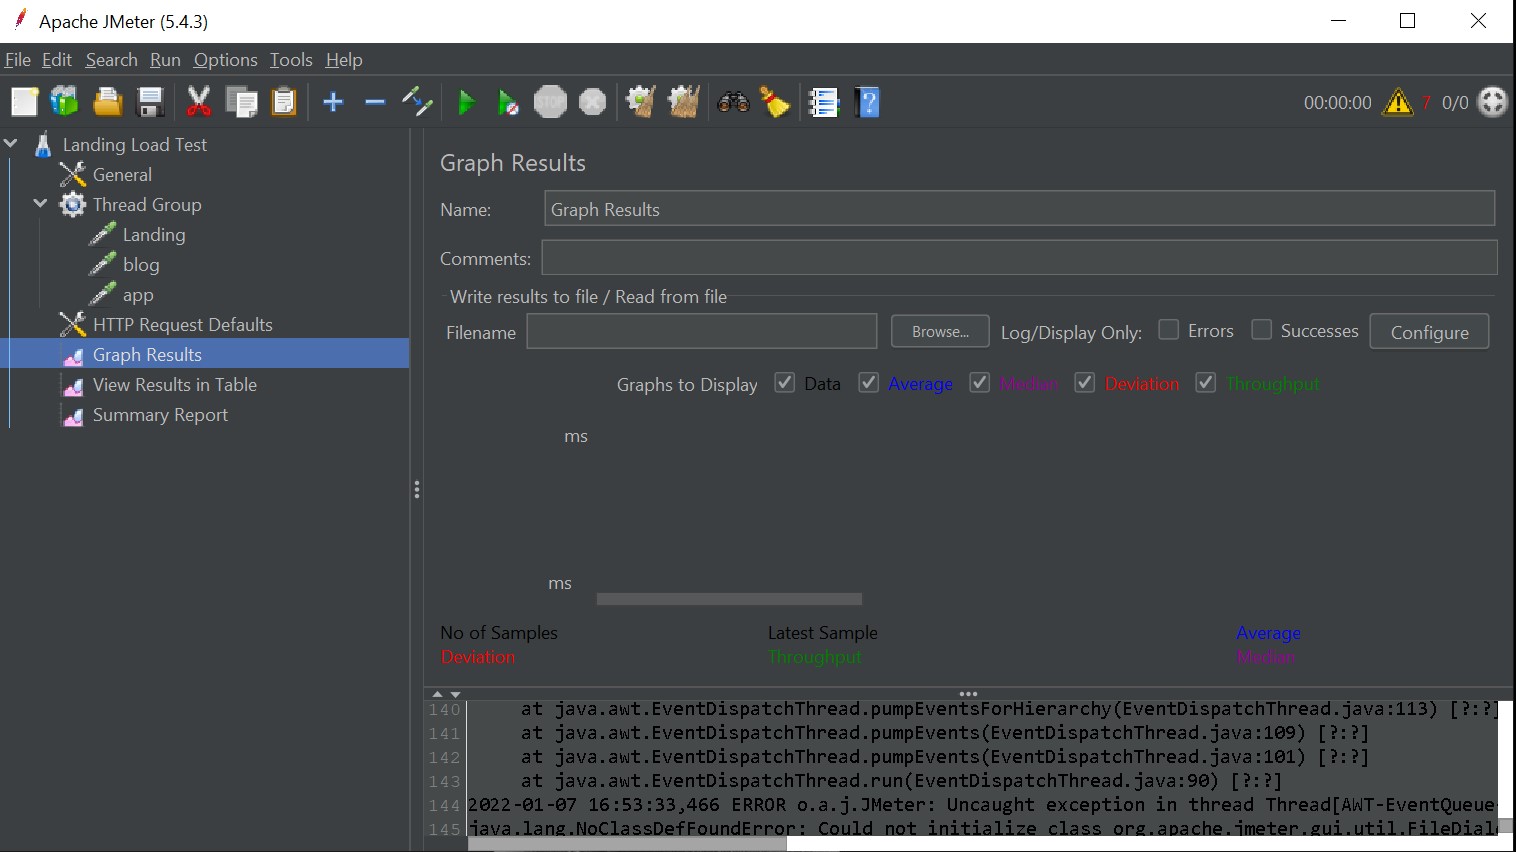 Apache JMeter (5.4.3)
File Edit Search Run Options Tools Help
STOP
00:00:00 7 0/0
Landing Load Test
General
Thread Group
Landing
blog
app
HTTP Request Defaults
Graph Results
View Results in Table
Summary Report
Graph Results
Name: Graph Results
Comments:
Write results to file / Read from file
Filename Browse... Log/Display Only: Errors Successes Configure
Graphs to Display Data Average Median Deviation Throughput
ms
ms
No of Samples Latest Sample Average
Deviation Throughput Median
140 at java.awt.EventDispatchThread.pumpEventsForHierarchy(EventDispatchThread.java:113) [?:?]
141 at java.awt.EventDispatchThread.pumpEvents(EventDispatchThread.java:109) [?:?]
142 at java.awt.EventDispatchThread.pumpEvents(EventDispatchThread.java:101) [?:?]
143 at java.awt.EventDispatchThread.run(EventDispatchThread.java:90) [?:?]
144 2022-01-07 16:53:33,466 ERROR o.a.j.JMeter: Uncaught exception in thread Thread[AWT-EventQueue-
145 java.lang.NoClassDefFoundError: Could not initialize class org.apache.jmeter.gui.util.FileDial